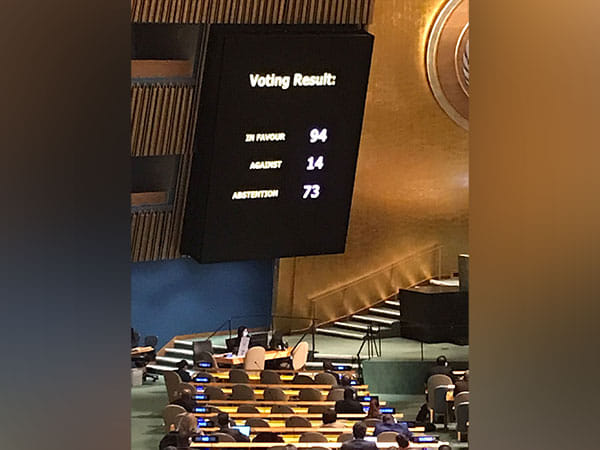 Voting Result:
IN FAVOUR 94
AGAINST 14
ABSTENTION 73